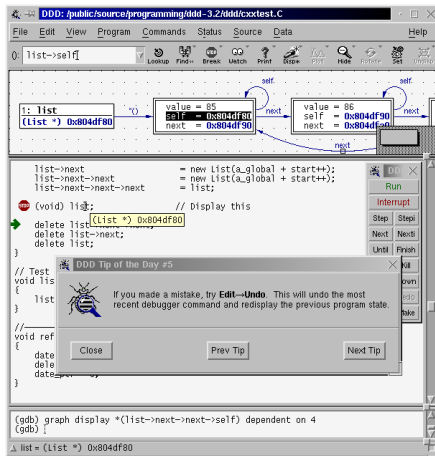 DDD: /public/source/programming/ddd-3.2/ddd/cxxtest.C
File Edit View Program Commands Status Source Data Help
(): list->self
Lookup Find>> Break Watch Print Disp* Plot Hide Rotate Set Undisp
1: list
(List *) 0x804df80
*()
value = 85
self = 0x804df80
next = 0x804df90
self
next
value = 86
self = 0x804df90
next = 0x804df
self
next
list->next = new List(a_global + start++);
list->next->next = new List(a_global + start++);
list->next->next->next = list;
(void) list; // Display this
(List *) 0x804df80
delete list
delete list->next;
delete list;
}
// Test
void lis
{
list
}
//
void ref
{
date
dele
date_ptr
}
DDD
Run
Interrupt
Step Stepi
Next Nexti
Until Finish
Kill
DDD Tip of the Day #5
If you made a mistake, try Edit→Undo. This will undo the most
recent debugger command and redisplay the previous program state.
Close Prev Tip Next Tip
(gdb) graph display *(list->next->next->self) dependent on 4
(gdb)
list = (List *) 0x804df80